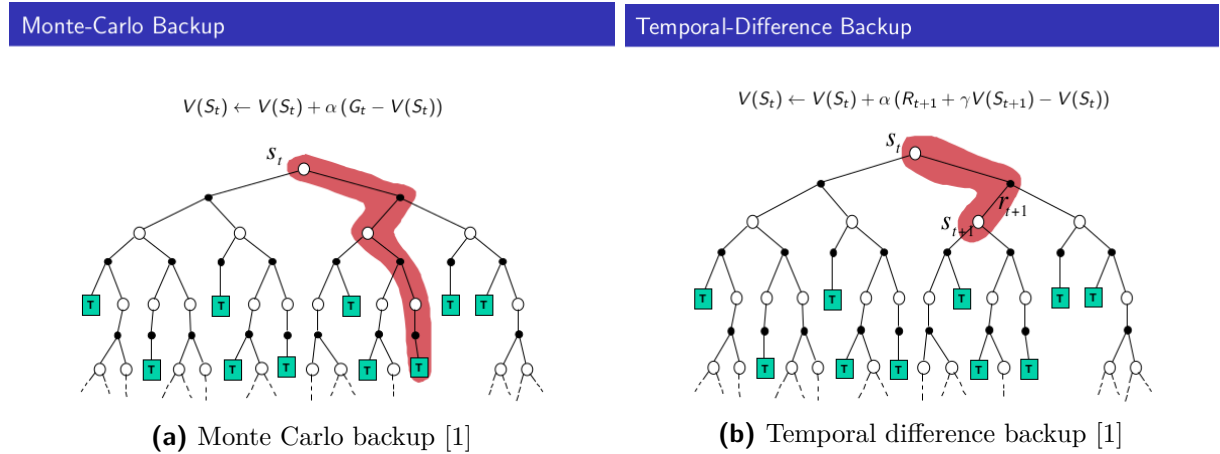 Monte-Carlo Backup
V(S_t) ← V(S_t) + α (G_t − V(S_t))
s_t
T T T T T
T T T T T
(a) Monte Carlo backup [1]
Temporal-Difference Backup
V(S_t) ← V(S_t) + α (R_{t+1} + γV(S_{t+1}) − V(S_t))
s_t
r_{t+1}
s_{t+1}
T T T T T
T T T T T
(b) Temporal difference backup [1]